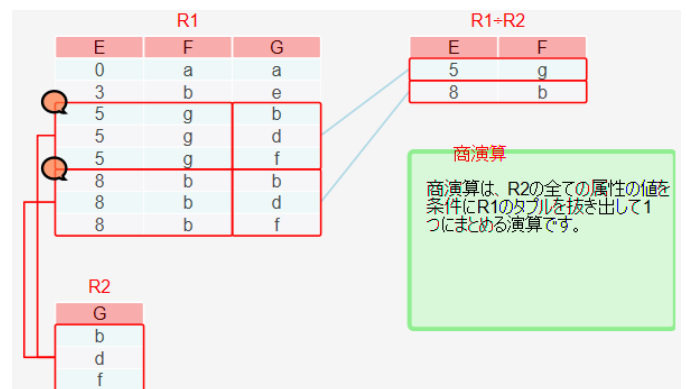 R1
E F G
0 a a
3 b e
5 g b
5 g d
5 g f
8 b b
8 b d
8 b f
R1÷R2
E F
5 g
8 b
商演算
商演算は、R2の全ての属性の値を
条件にR1のタプルを抜き出して1
つにまとめる演算です。
R2
G
b
d
f